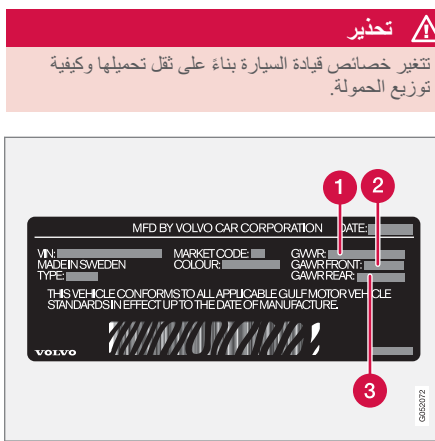 تحذير
تتغير خصائص قيادة السيارة بناءً على ثقل تحميلها وكيفية
توزيع الحمولة.
1 2
MFD BY VOLVO CAR CORPORATION DATE:
VIN: MARKET CODE: GVWR:
MADE IN SWEDEN COLOUR: GAWR FRONT:
TYPE: GAWR REAR:
THIS VEHICLE CONFORMS TO ALL APPLICABLE GULF MOTOR VEHICLE
STANDARDS IN EFFECT UP TO THE DATE OF MANUFACTURE.
VOLVO
3
G052072